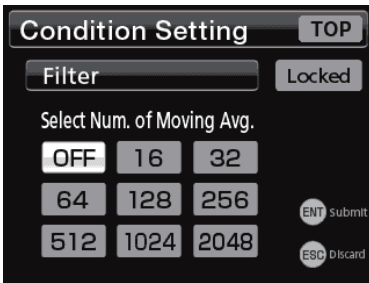 Condition Setting TOP
Filter Locked
Select Num. of Moving Avg.
OFF 16 32
64 128 256
ENT Submit
512 1024 2048
ESC Discard